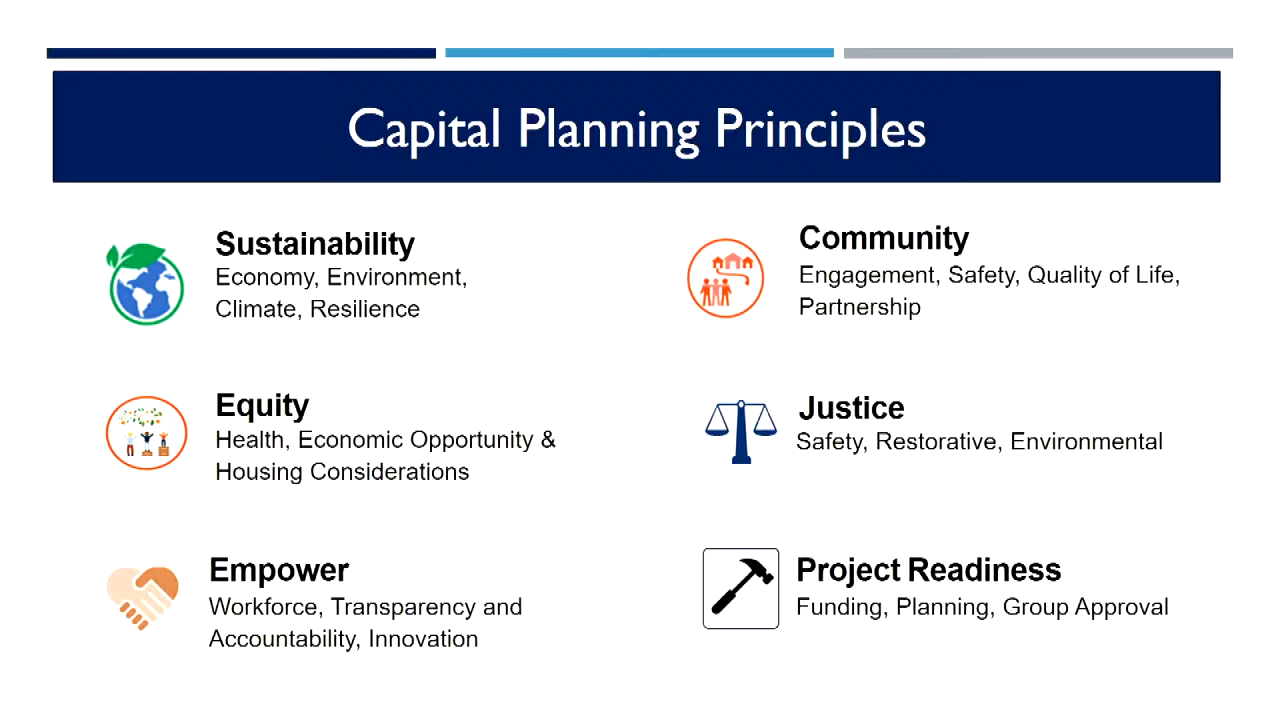 Capital Planning Principles
Sustainability
Economy, Environment,
Climate, Resilience
Community
Engagement, Safety, Quality of Life,
Partnership
Equity
Health, Economic Opportunity &
Housing Considerations
Justice
Safety, Restorative, Environmental
Empower
Workforce, Transparency and
Accountability, Innovation
Project Readiness
Funding, Planning, Group Approval